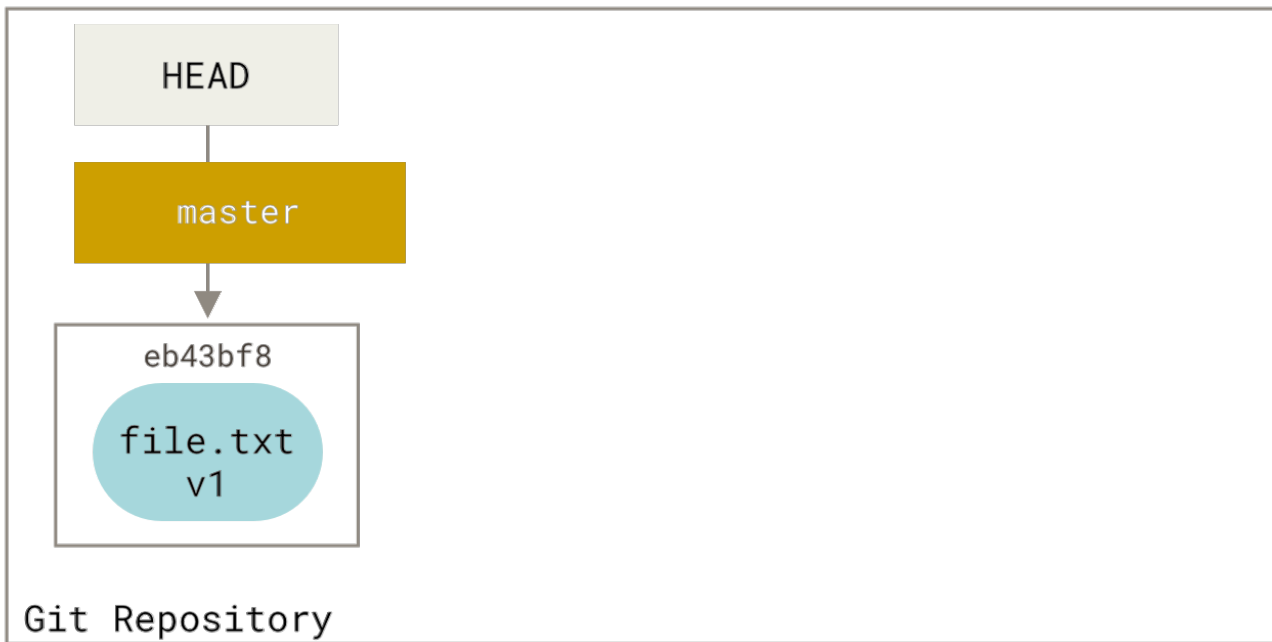 HEAD
master
eb43bf8
file.txt
v1
Git Repository